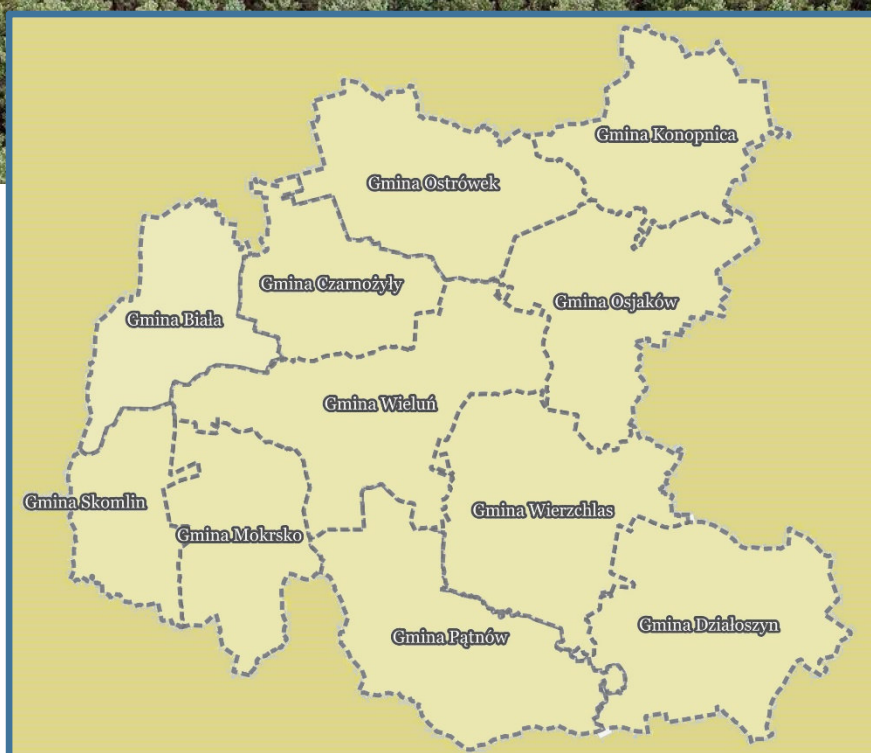 Gmina Konopnica
Gmina Ostrówek
Gmina Czarnożyły
Gmina Osjaków
Gmina Biała
Gmina Wieluń
Gmina Skomlin
Gmina Wierzchlas
Gmina Mokrsko
Gmina Działoszyn
Gmina Pątnów